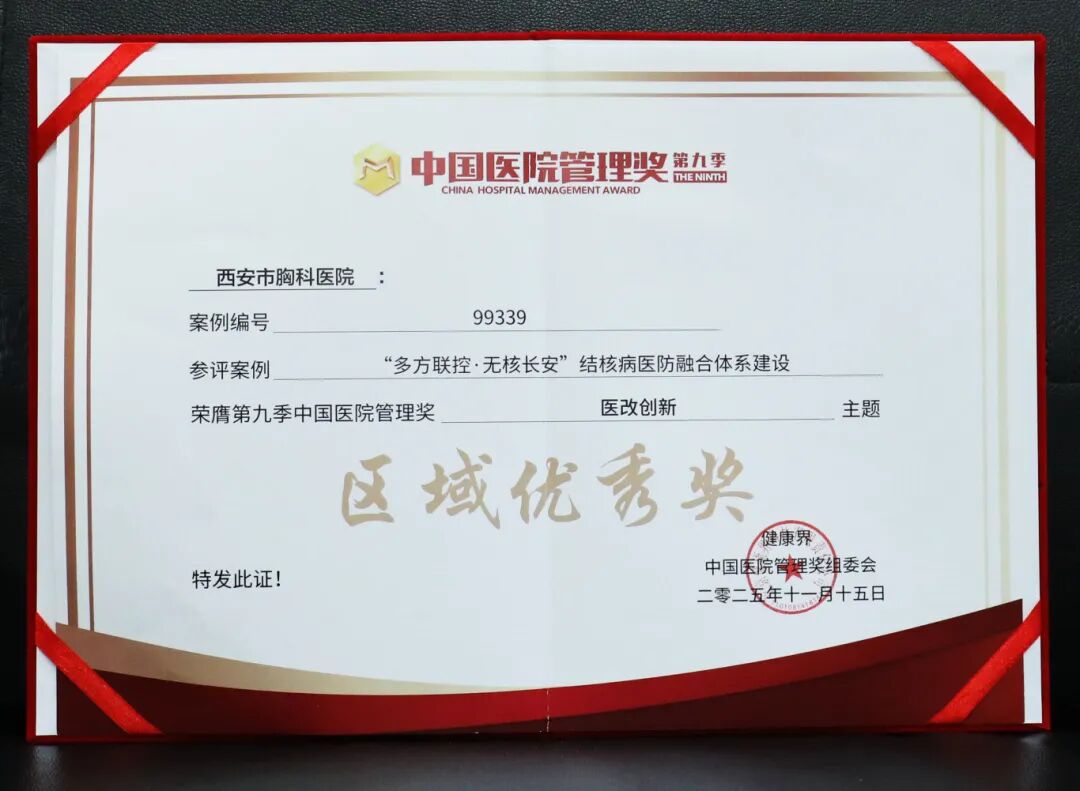 中国医院管理奖 第九季
CHINA HOSPITAL MANAGEMENT AWARD THE NINTH
西安市胸科医院 :
案例编号 99339
参评案例 “多方联控·无核长安”结核病医防融合体系建设
荣膺第九季中国医院管理奖 医改创新 主题
区域优秀奖
健康界
特发此证! 中国医院管理奖组委会
二零二五年十一月十五日